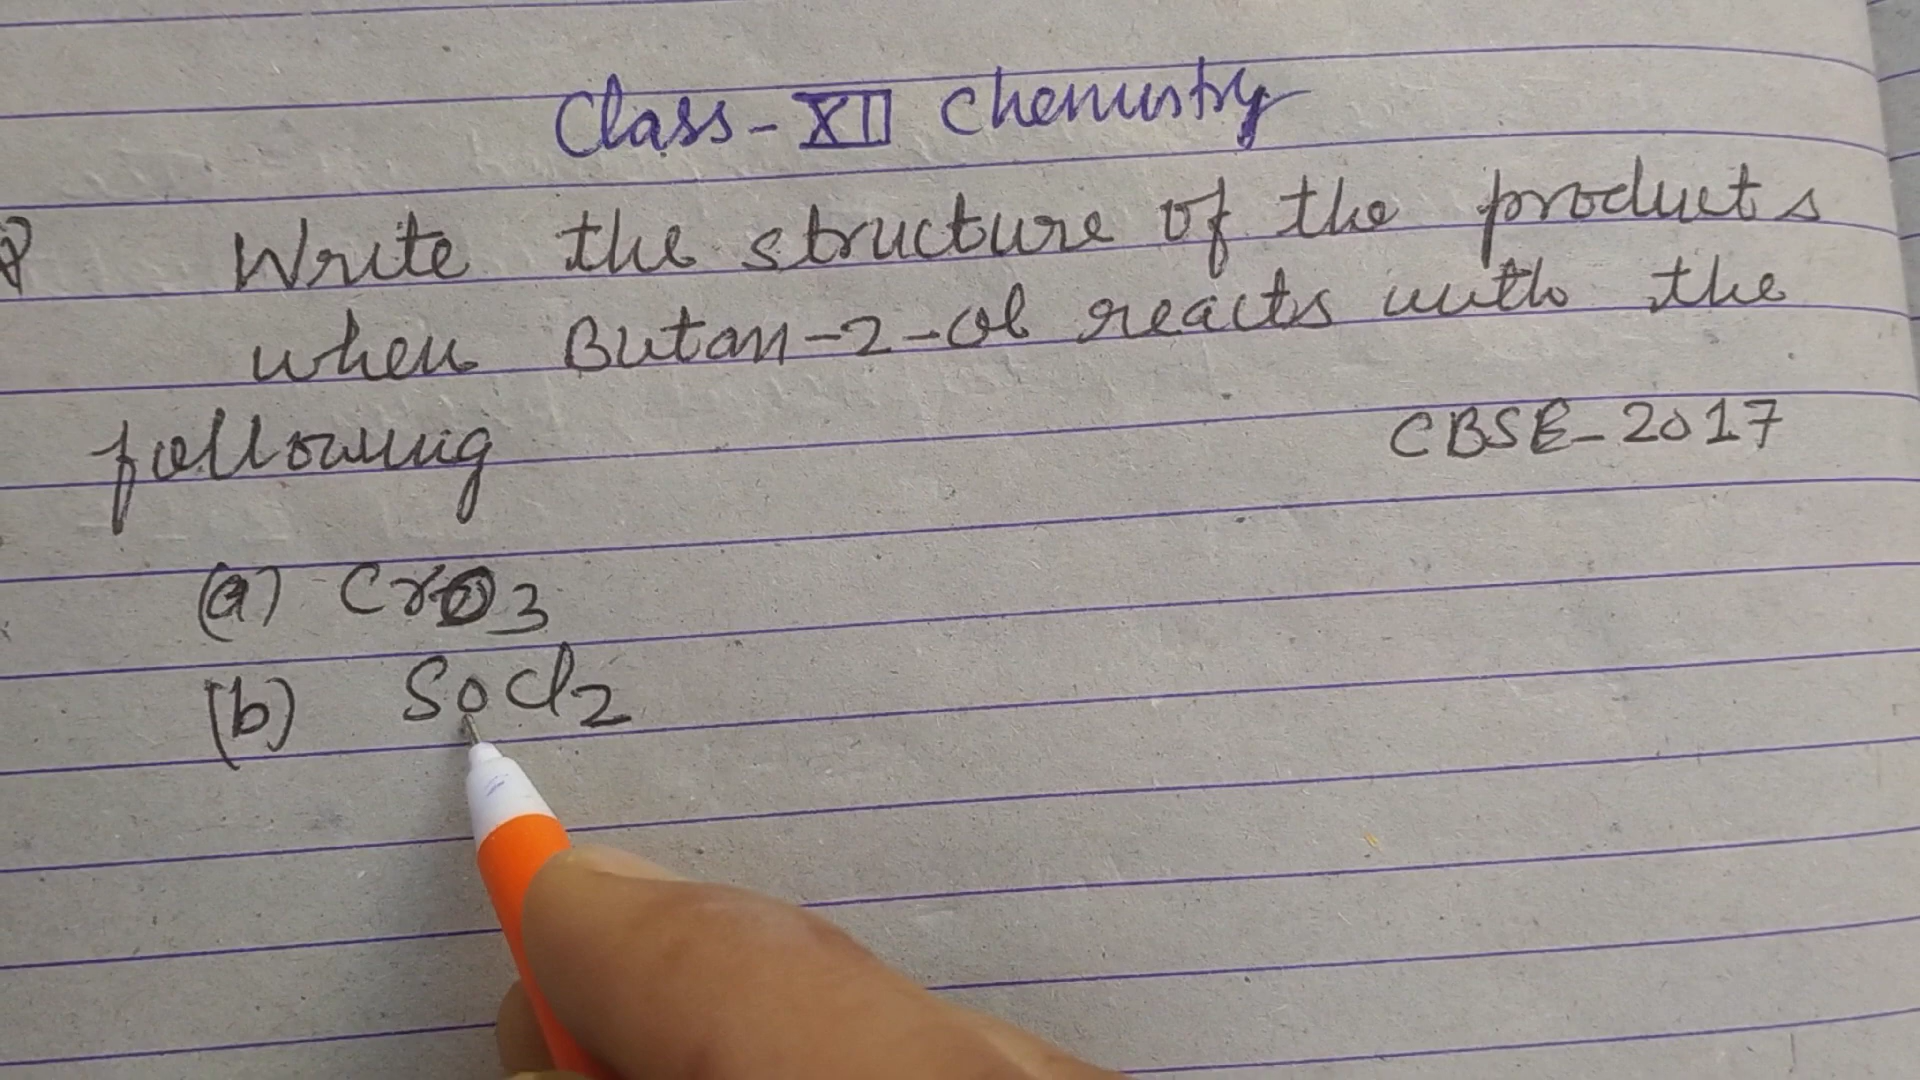 Class-XII Chemistry
Q Write the structure of the products
when Butan-2-ol reacts with the
following CBSE-2017
(a) CrO3
(b) SOCl2